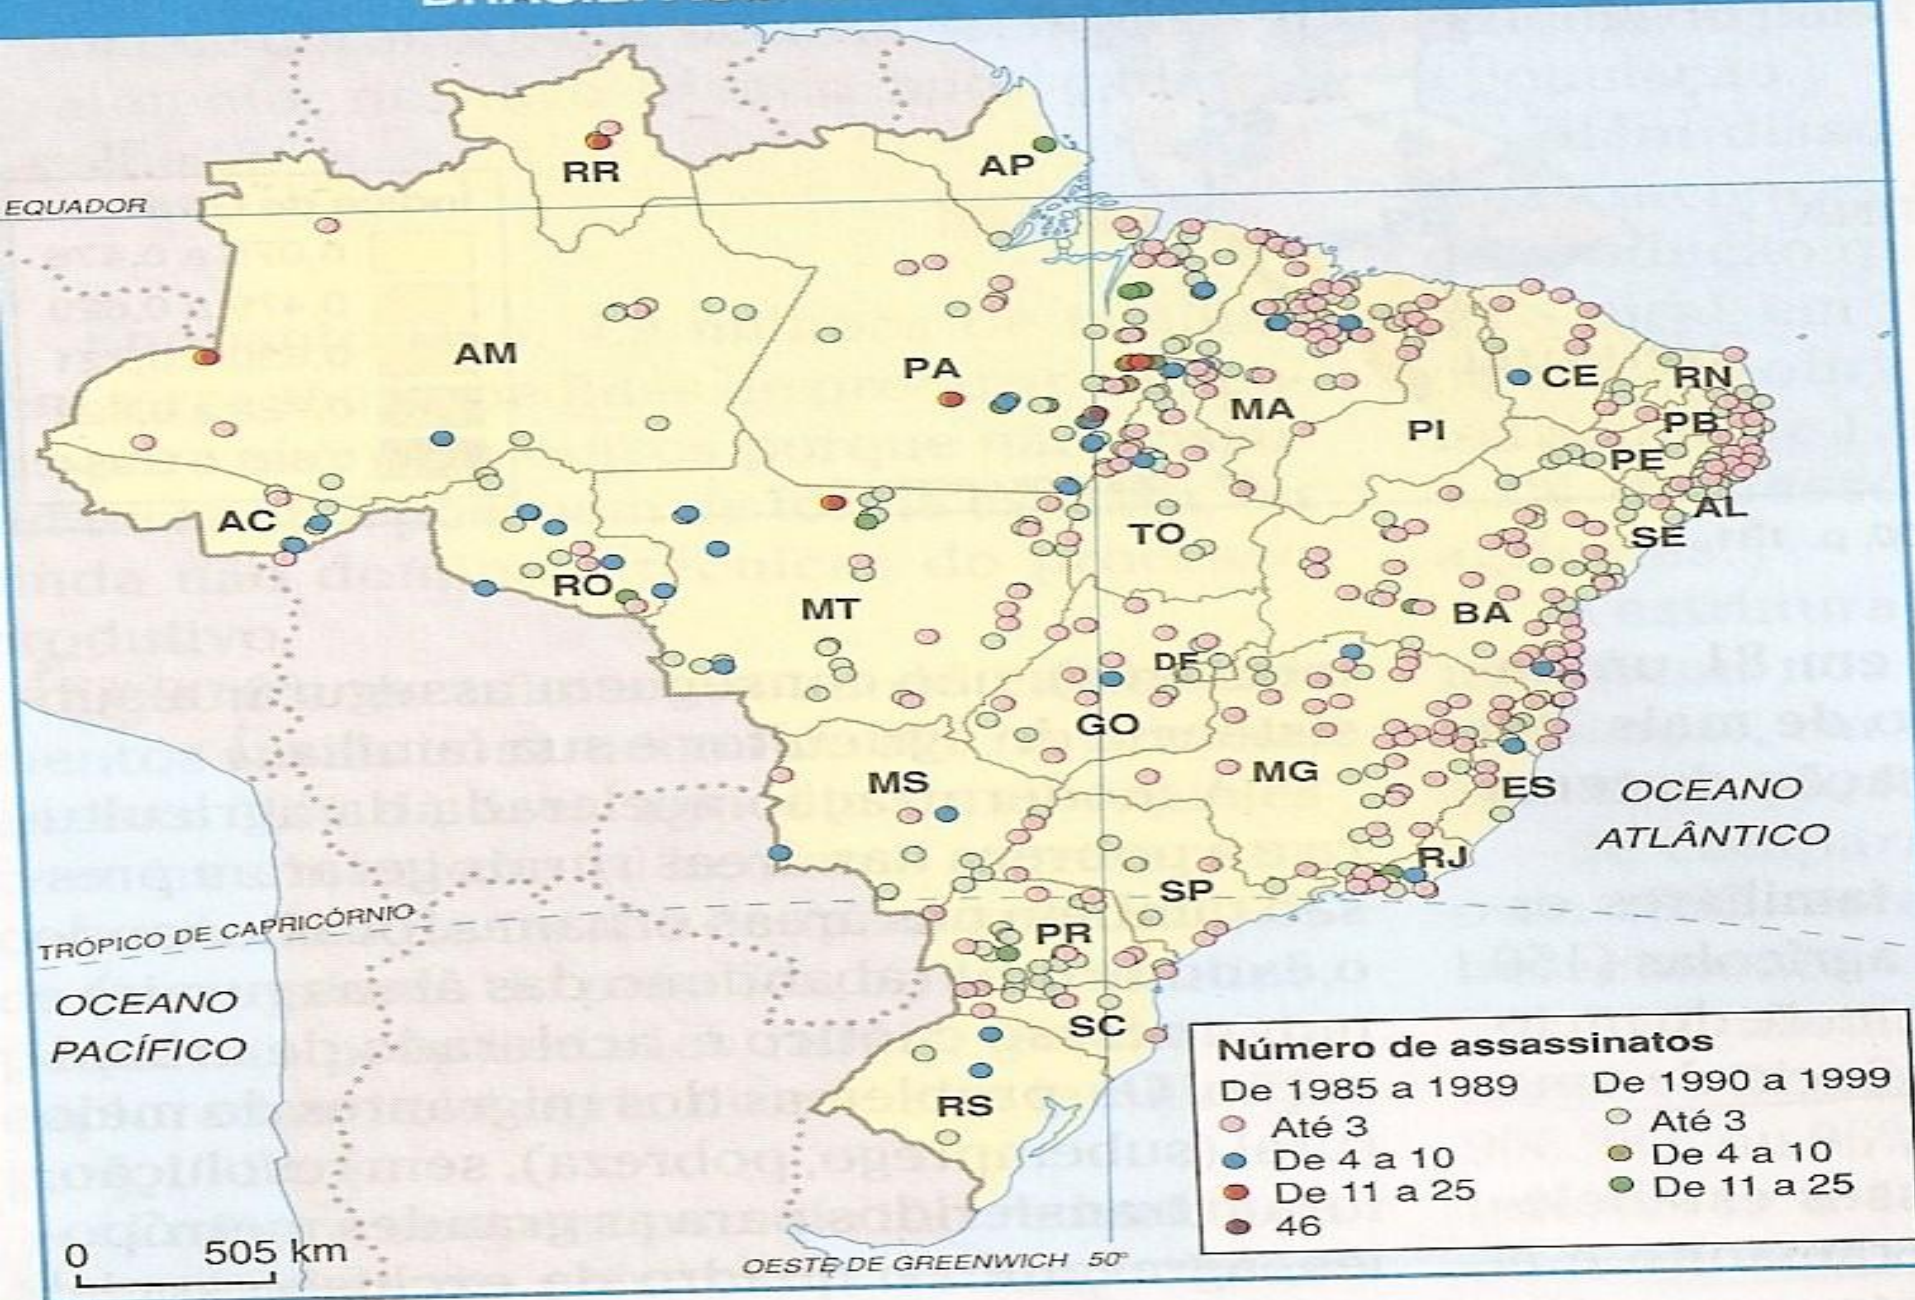 EQUADOR
RR
AP
AM
PA
MA
CE
RN
PB
PI
PE
AL
SE
AC
RO
TO
MT
BA
DF
GO
MG
MS
ES
OCEANO
ATLÂNTICO
RJ
SP
TRÓPICO DE CAPRICÓRNIO
PR
OCEANO
PACÍFICO
SC
RS
Número de assassinatos
De 1985 a 1989
Até 3
De 4 a 10
De 11 a 25
46
De 1990 a 1999
Até 3
De 4 a 10
De 11 a 25
0 505 km
OESTE DE GREENWICH 50°